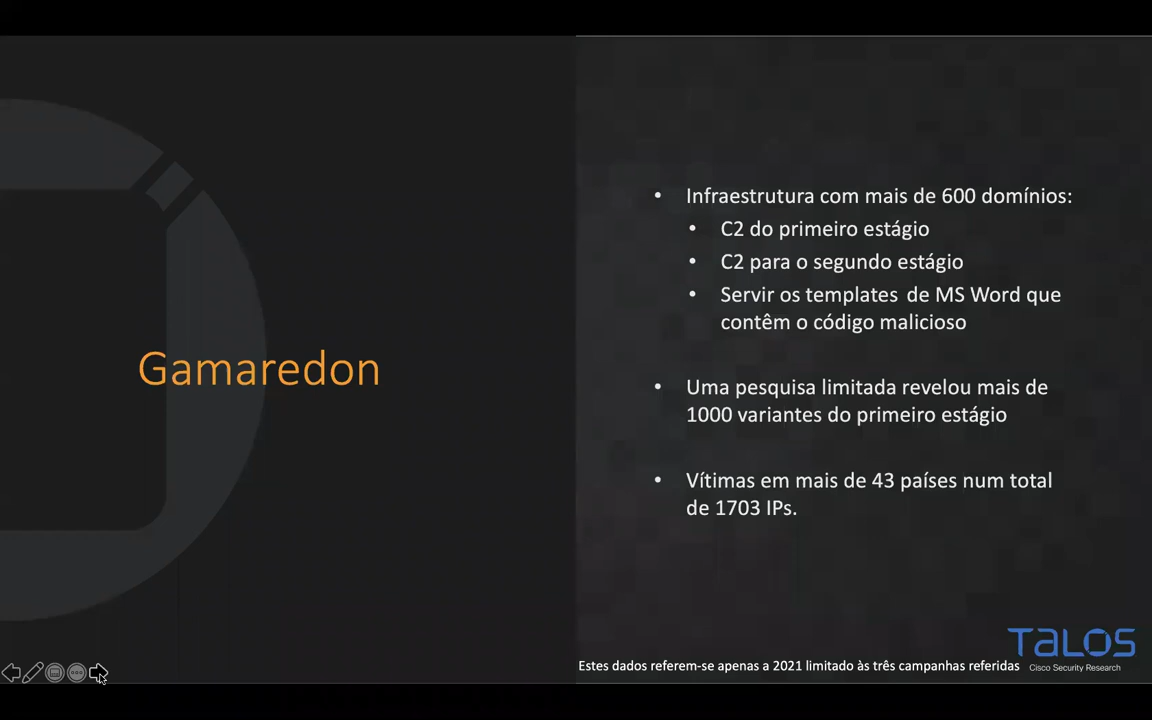 Gamaredon
• Infraestrutura com mais de 600 domínios:
• C2 do primeiro estágio
• C2 para o segundo estágio
• Servir os templates de MS Word que
contêm o código malicioso
• Uma pesquisa limitada revelou mais de
1000 variantes do primeiro estágio
• Vítimas em mais de 43 países num total
de 1703 IPs.
TALOS
Cisco Security Research
Estes dados referem-se apenas a 2021 limitado às três campanhas referidas